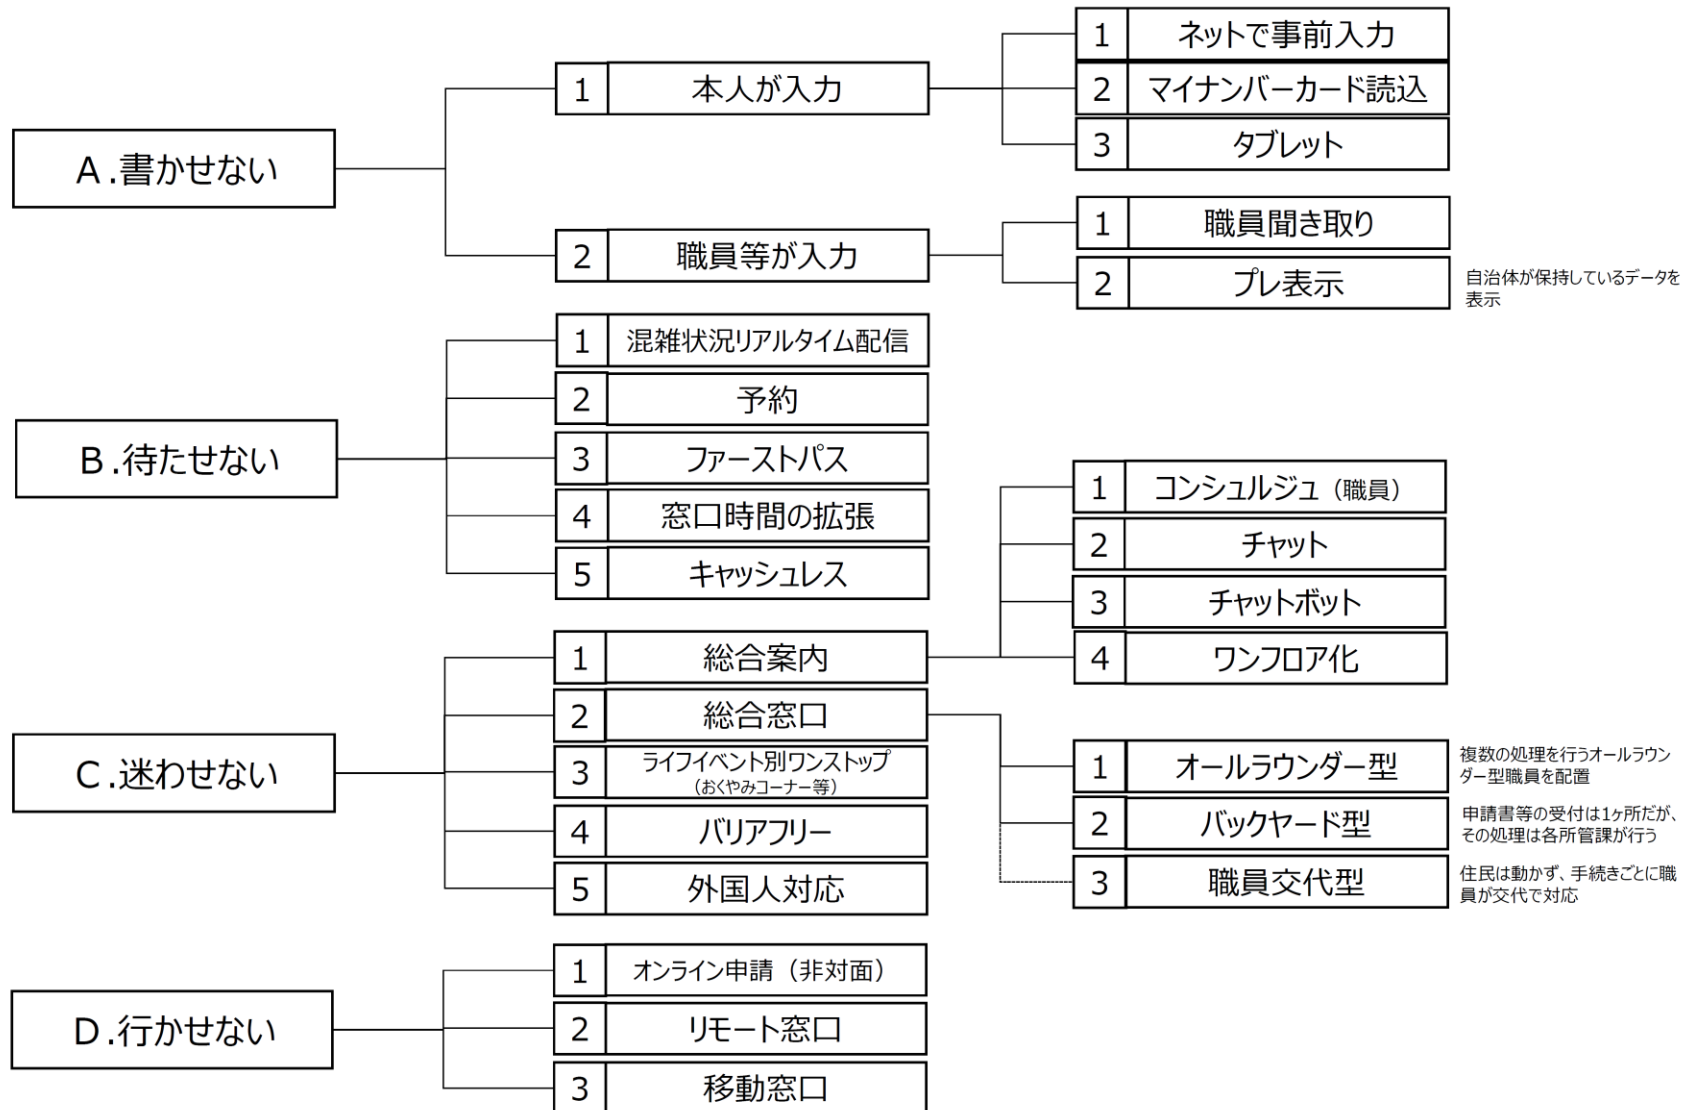 A.書かせない
1 本人が入力
1 ネットで事前入力
2 マイナンバーカード読込
3 タブレット
2 職員等が入力
1 職員聞き取り
2 プレ表示
自治体が保持しているデータを
表示
B.待たせない
1 混雑状況リアルタイム配信
2 予約
3 ファーストパス
4 窓口時間の拡張
5 キャッシュレス
C.迷わせない
1 総合案内
1 コンシュルジュ（職員）
2 チャット
3 チャットボット
4 ワンフロア化
2 総合窓口
1 オールラウンダー型
複数の処理を行うオールラウン
ダー型職員を配置
2 バックヤード型
申請書等の受付は1ヶ所だが、
その処理は各所管課が行う
3 職員交代型
住民は動かず、手続きごとに職
員が交代で対応
3 ライフイベント別ワンストップ
（おくやみコーナー等）
4 バリアフリー
5 外国人対応
D.行かせない
1 オンライン申請（非対面）
2 リモート窓口
3 移動窓口